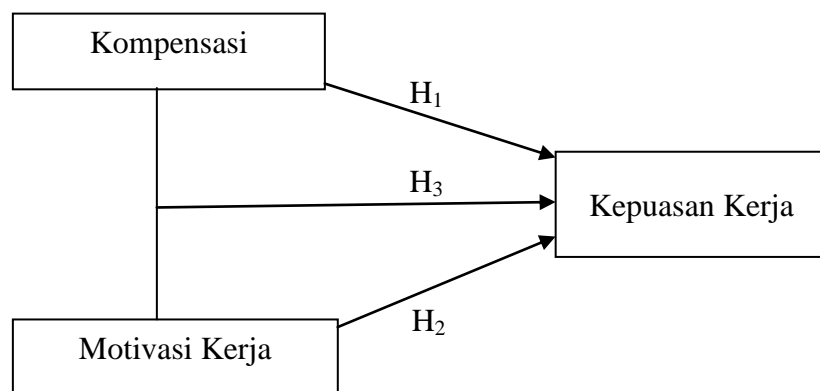 Kompensasi
H₁
H₃
Kepuasan Kerja
H₂
Motivasi Kerja